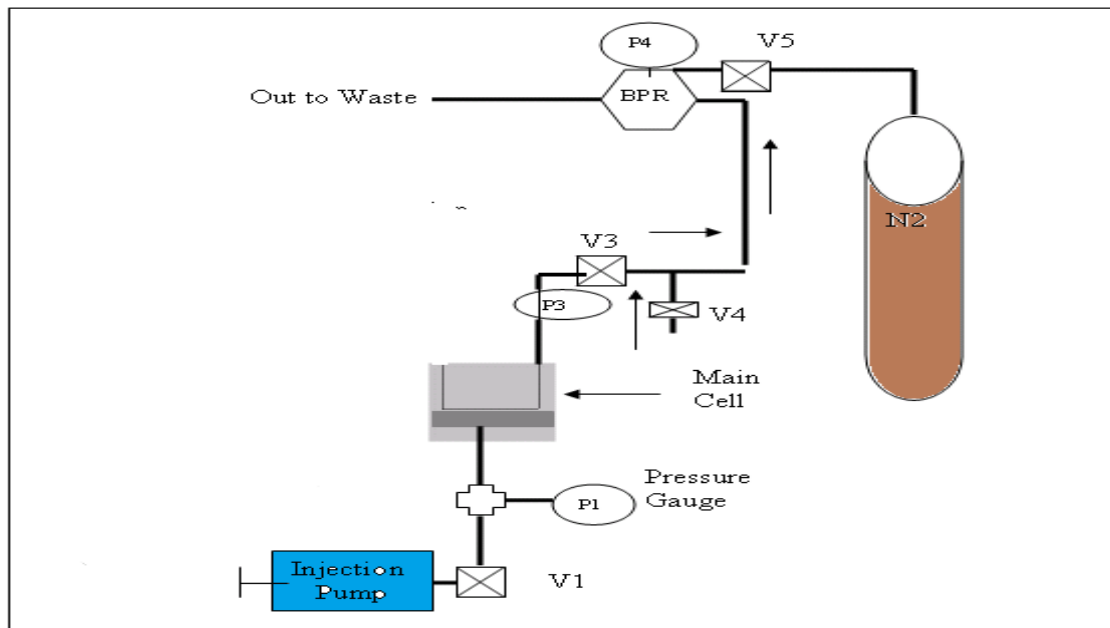 P4
V5
Out to Waste
BPR
N2
V3
P3
V4
Main
Cell
Pressure
Gauge
P1
Injection
Pump
V1